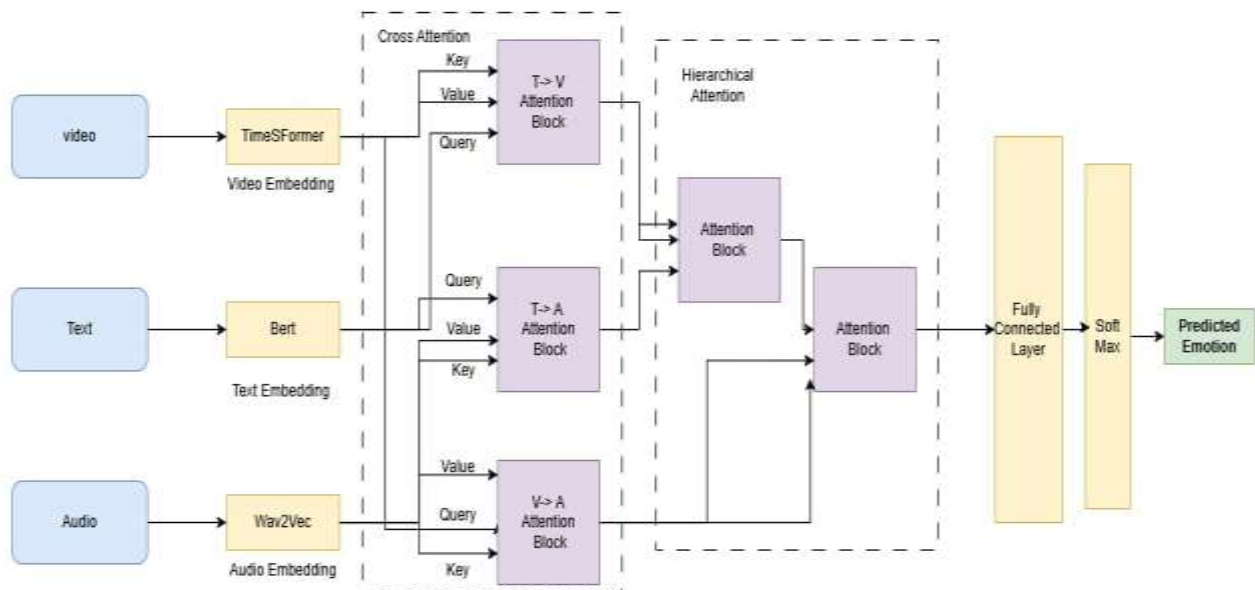 Cross Attention
Key
Value
Query
T-> V
Attention
Block
Hierarchical
Attention
video
TimeSFormer
Video Embedding
Attention
Block
Query
Value
Key
T-> A
Attention
Block
Text
Bert
Text Embedding
Attention
Block
Fully
Connected
Layer
Soft
Max
Predicted
Emotion
Value
Query
Key
V-> A
Attention
Block
Audio
Wav2Vec
Audio Embedding